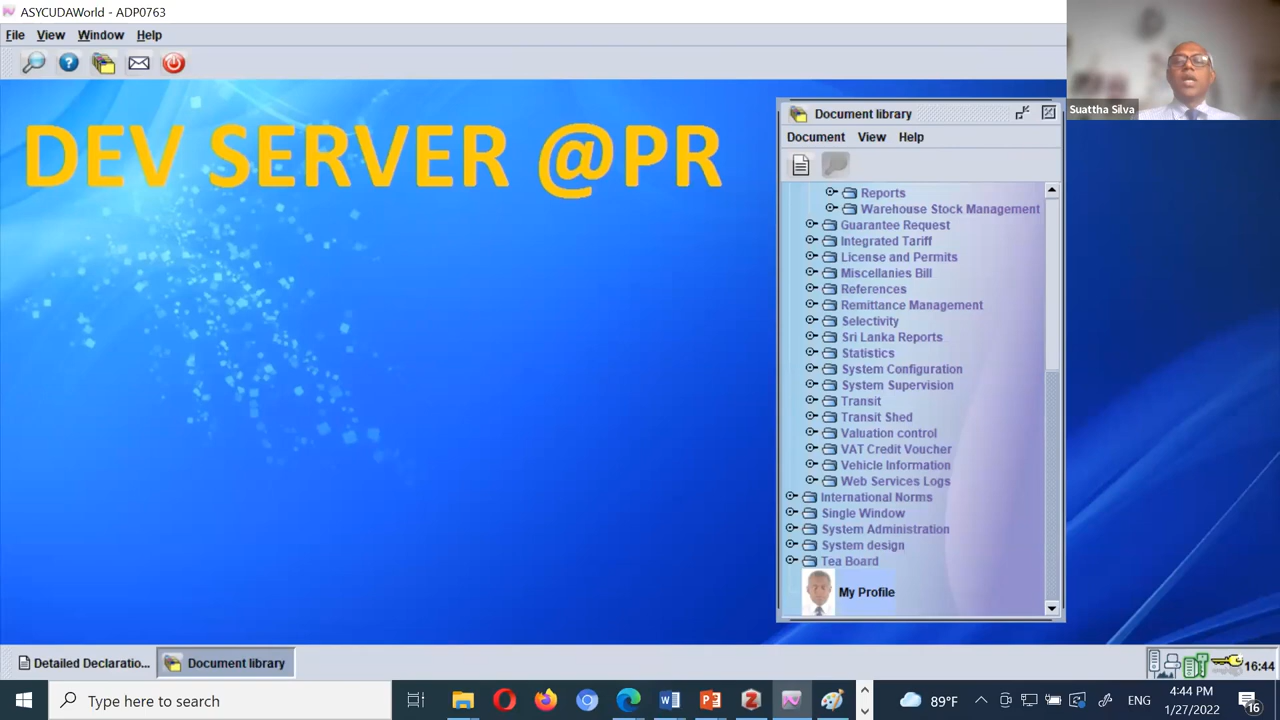 ASYCUDAWorld - ADP0763
File View Window Help
DEV SERVER @PR
Suattha Silva
Document library
Document View Help
Reports
Warehouse Stock Management
Guarantee Request
Integrated Tariff
License and Permits
Miscellanies Bill
References
Remittance Management
Selectivity
Sri Lanka Reports
Statistics
System Configuration
System Supervision
Transit
Transit Shed
Valuation control
VAT Credit Voucher
Vehicle Information
Web Services Logs
International Norms
Single Window
System Administration
System design
Tea Board
My Profile
Detailed Declaratio... Document library 16:44
Type here to search 89°F ENG 4:44 PM
1/27/2022 16